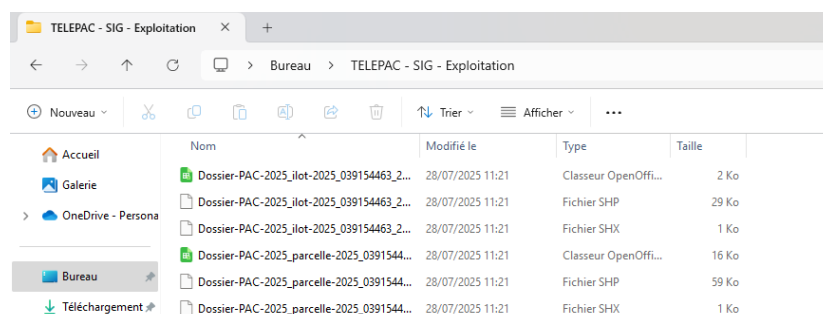 TELEPAC - SIG - Exploitation
Bureau > TELEPAC - SIG - Exploitation
Nouveau Trier Afficher ...
Nom Modifié le Type Taille
Accueil
Galerie
OneDrive - Persona
Bureau
Téléchargement
Dossier-PAC-2025_ilot-2025_039154463_2... 28/07/2025 11:21 Classeur OpenOffi... 2 Ko
Dossier-PAC-2025_ilot-2025_039154463_2... 28/07/2025 11:21 Fichier SHP 29 Ko
Dossier-PAC-2025_ilot-2025_039154463_2... 28/07/2025 11:21 Fichier SHX 1 Ko
Dossier-PAC-2025_parcelle-2025_0391544... 28/07/2025 11:21 Classeur OpenOffi... 16 Ko
Dossier-PAC-2025_parcelle-2025_0391544... 28/07/2025 11:21 Fichier SHP 59 Ko
Dossier-PAC-2025_parcelle-2025_0391544... 28/07/2025 11:21 Fichier SHX 1 Ko